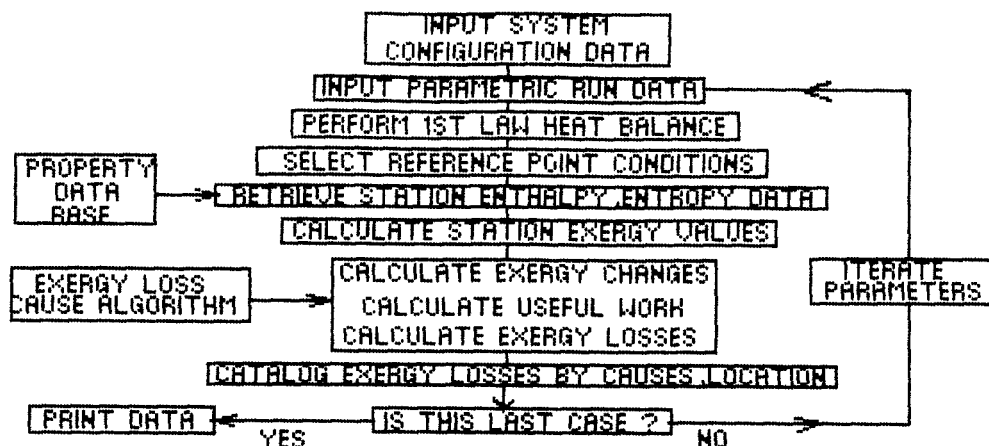 INPUT SYSTEM
CONFIGURATION DATA
INPUT PARAMETRIC RUN DATA
PERFORM 1ST LAW HEAT BALANCE
SELECT REFERENCE POINT CONDITIONS
PROPERTY
DATA
BASE
RETRIEVE STATION ENTHALPY,ENTROPY DATA
CALCULATE STATION EXERGY VALUES
EXERGY LOSS
CAUSE ALGORITHM
CALCULATE EXERGY CHANGES
CALCULATE USEFUL WORK
CALCULATE EXERGY LOSSES
ITERATE
PARAMETERS
CATALOG EXERGY LOSSES BY CAUSES,LOCATION
PRINT DATA
YES
IS THIS LAST CASE ?
NO